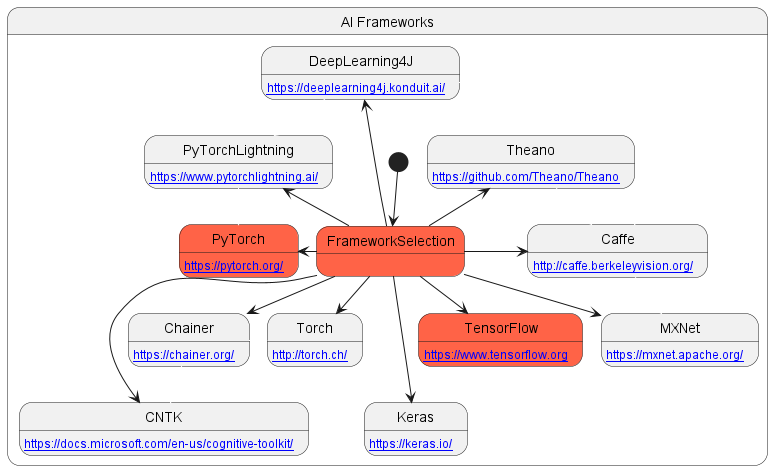 AI Frameworks
DeepLearning4J
https://deeplearning4j.konduit.ai/
PyTorchLightning
https://www.pytorchlightning.ai/
Theano
https://github.com/Theano/Theano
PyTorch
https://pytorch.org/
FrameworkSelection
Caffe
http://caffe.berkeleyvision.org/
Chainer
https://chainer.org/
Torch
http://torch.ch/
TensorFlow
https://www.tensorflow.org
MXNet
https://mxnet.apache.org/
CNTK
https://docs.microsoft.com/en-us/cognitive-toolkit/
Keras
https://keras.io/